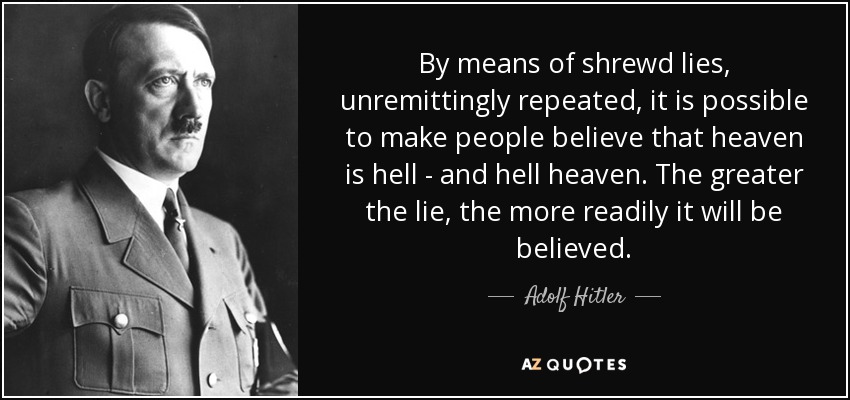 By means of shrewd lies,
unremittingly repeated, it is possible
to make people believe that heaven
is hell - and hell heaven. The greater
the lie, the more readily it will be
believed.
Adolf Hitler
AZ QUOTES